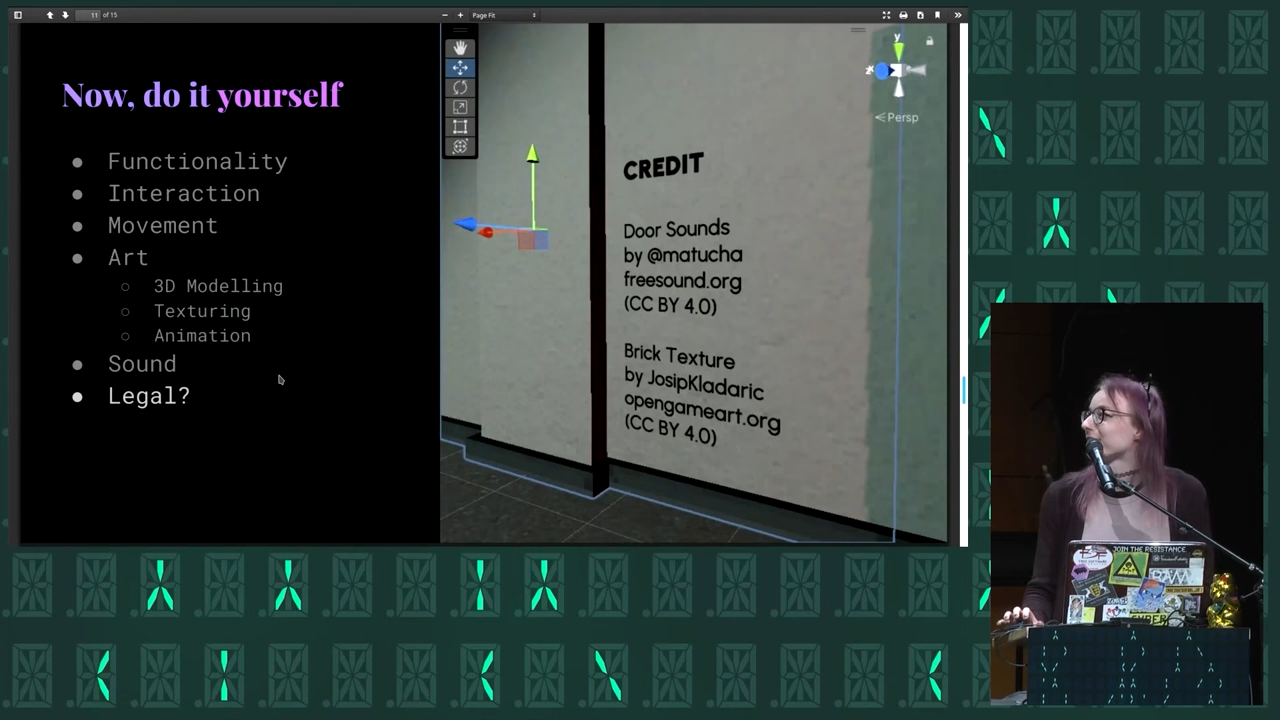 11 of 15
Page Fit
Now, do it yourself
Functionality
Interaction
Movement
Art
3D Modelling
Texturing
Animation
Sound
Legal?
y
x
Persp
CREDIT
Door Sounds
by @matucha
freesound.org
(CC BY 4.0)
Brick Texture
by JosipKladaric
opengameart.org
(CC BY 4.0)
JOIN THE RESISTANCE